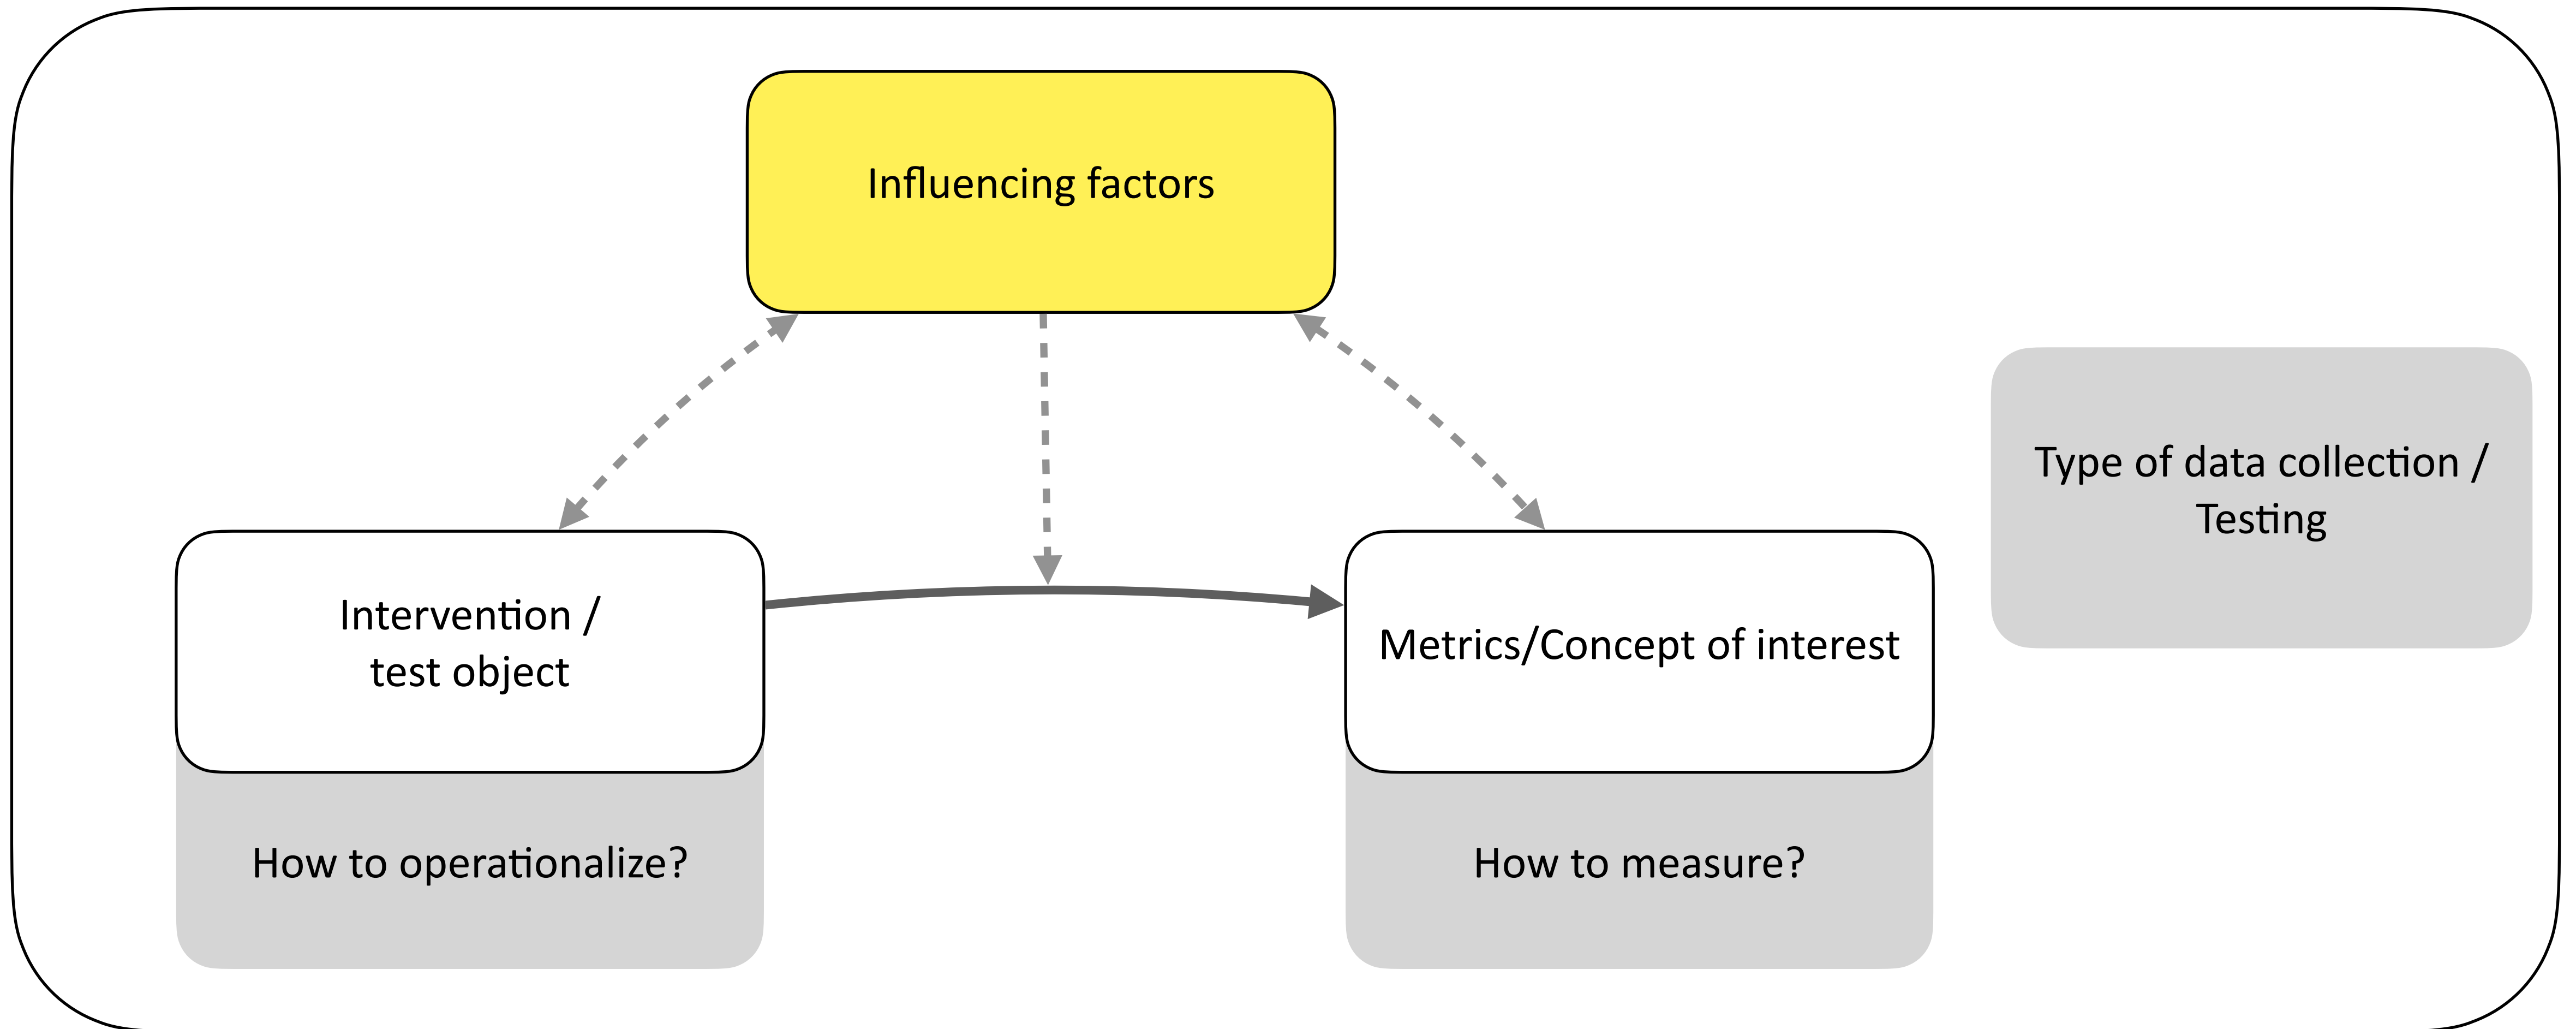 Influencing factors
Type of data collection /
Testing
Intervention /
test object
Metrics/Concept of interest
How to operationalize?
How to measure?